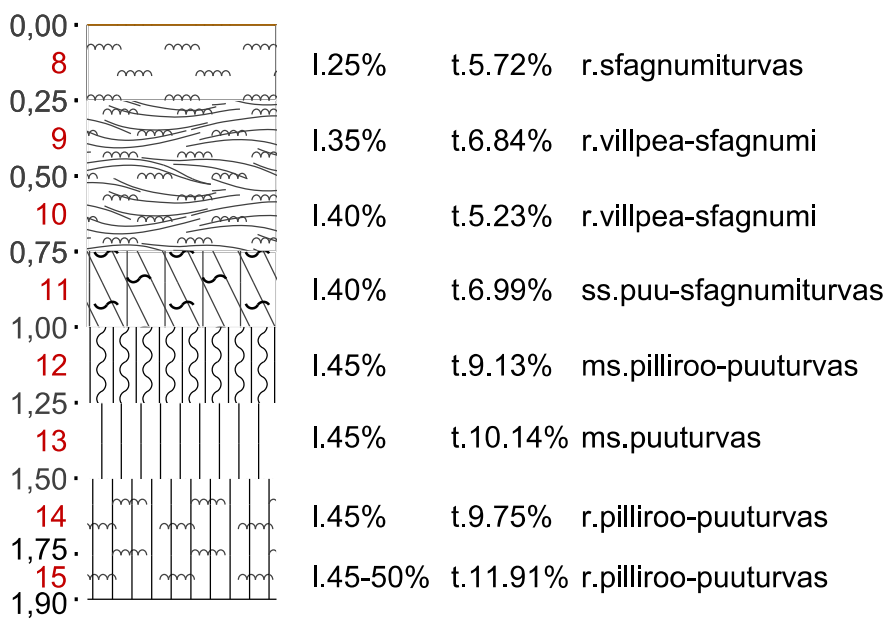 0,00
8 l.25% t.5.72% r.sfagnumiturvas
0,25
9 l.35% t.6.84% r.villpea-sfagnumi
0,50
10 l.40% t.5.23% r.villpea-sfagnumi
0,75
11 l.40% t.6.99% ss.puu-sfagnumiturvas
1,00
12 l.45% t.9.13% ms.pilliroo-puuturvas
1,25
13 l.45% t.10.14% ms.puuturvas
1,50
14 l.45% t.9.75% r.pilliroo-puuturvas
1,75
15 l.45-50% t.11.91% r.pilliroo-puuturvas
1,90